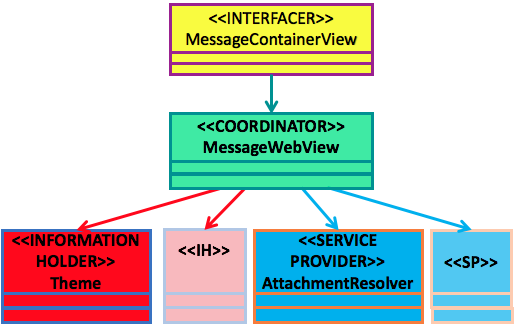 <<INTERFACER>>
MessageContainerView
<<COORDINATOR>>
MessageWebView
<<INFORMATION
HOLDER>>
Theme
<<IH>>
<<SERVICE
PROVIDER>>
AttachmentResolver
<<SP>>